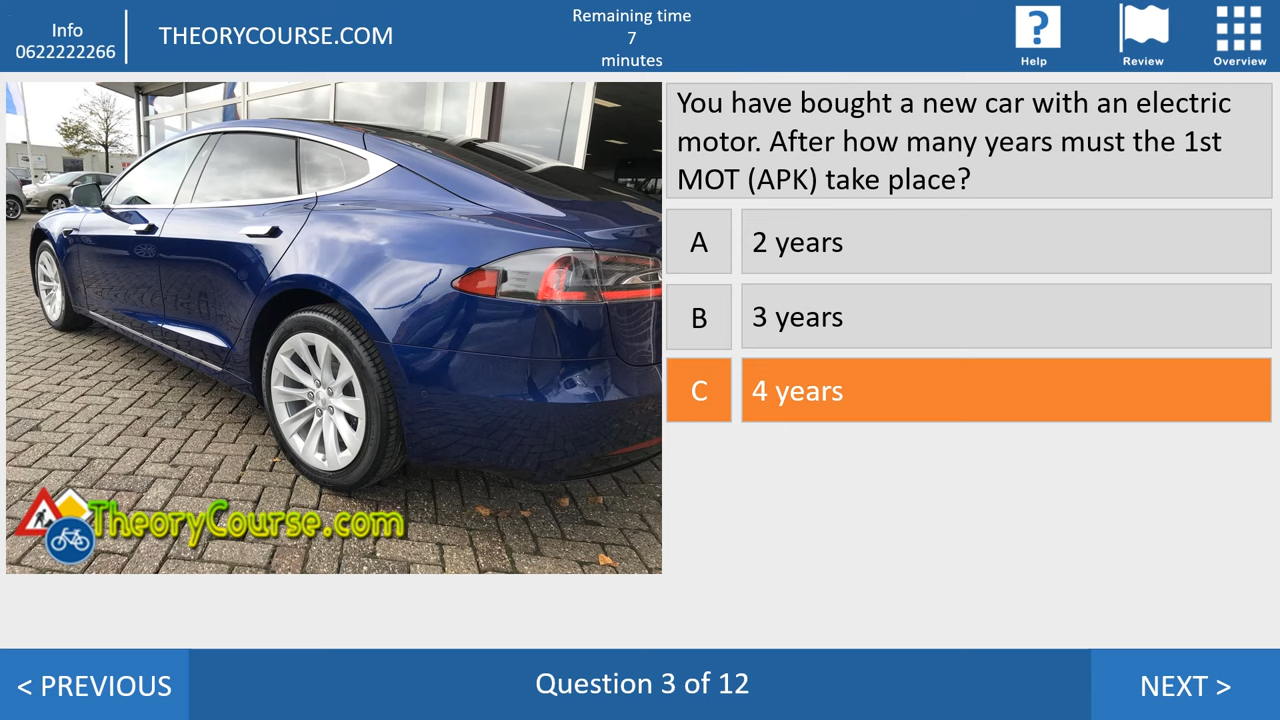 Info
0622222266
THEORYCOURSE.COM
Remaining time
7
minutes
?
Help
Review
Overview
You have bought a new car with an electric
motor. After how many years must the 1st
MOT (APK) take place?
A
2 years
B
3 years
C
4 years
TheoryCourse.com
< PREVIOUS
Question 3 of 12
NEXT >